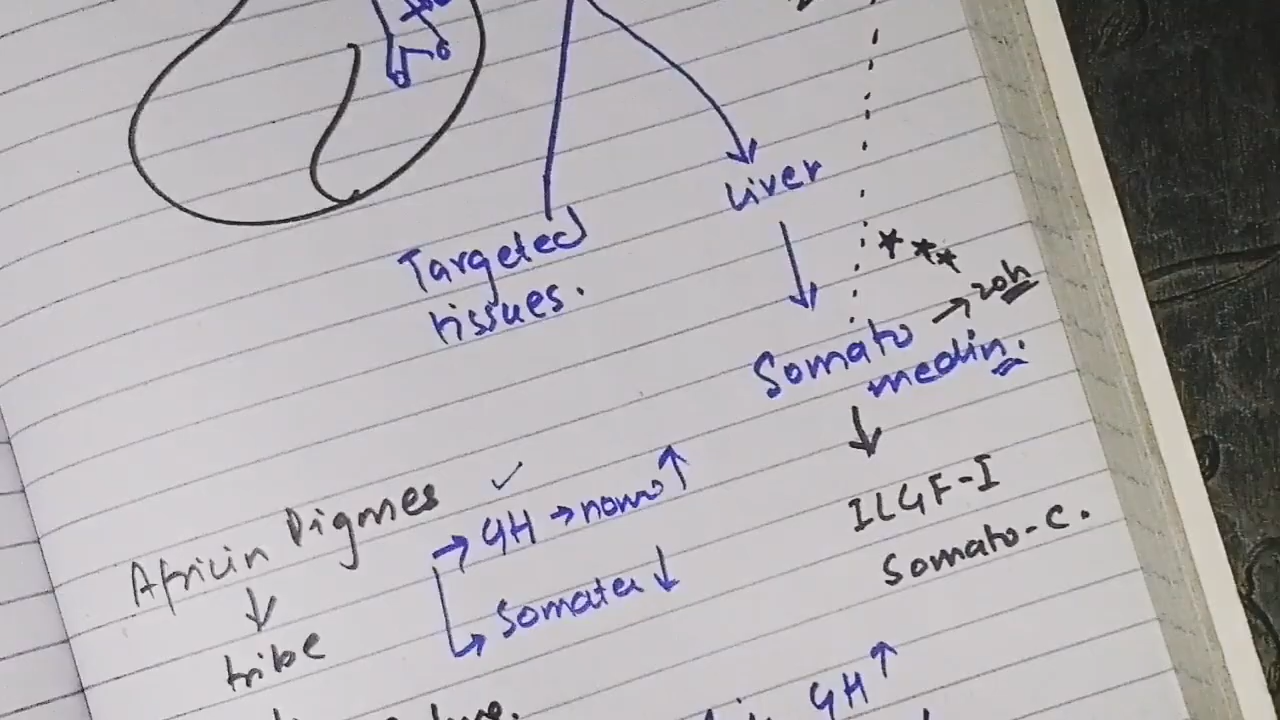 Liver
Targeted
tissues.
→ 20h
Somato
medin.
ILGF-I
Somato-c.
African Pigmes
tribe
→ GH → norm ↑
→ Somato ↓
GH ↑